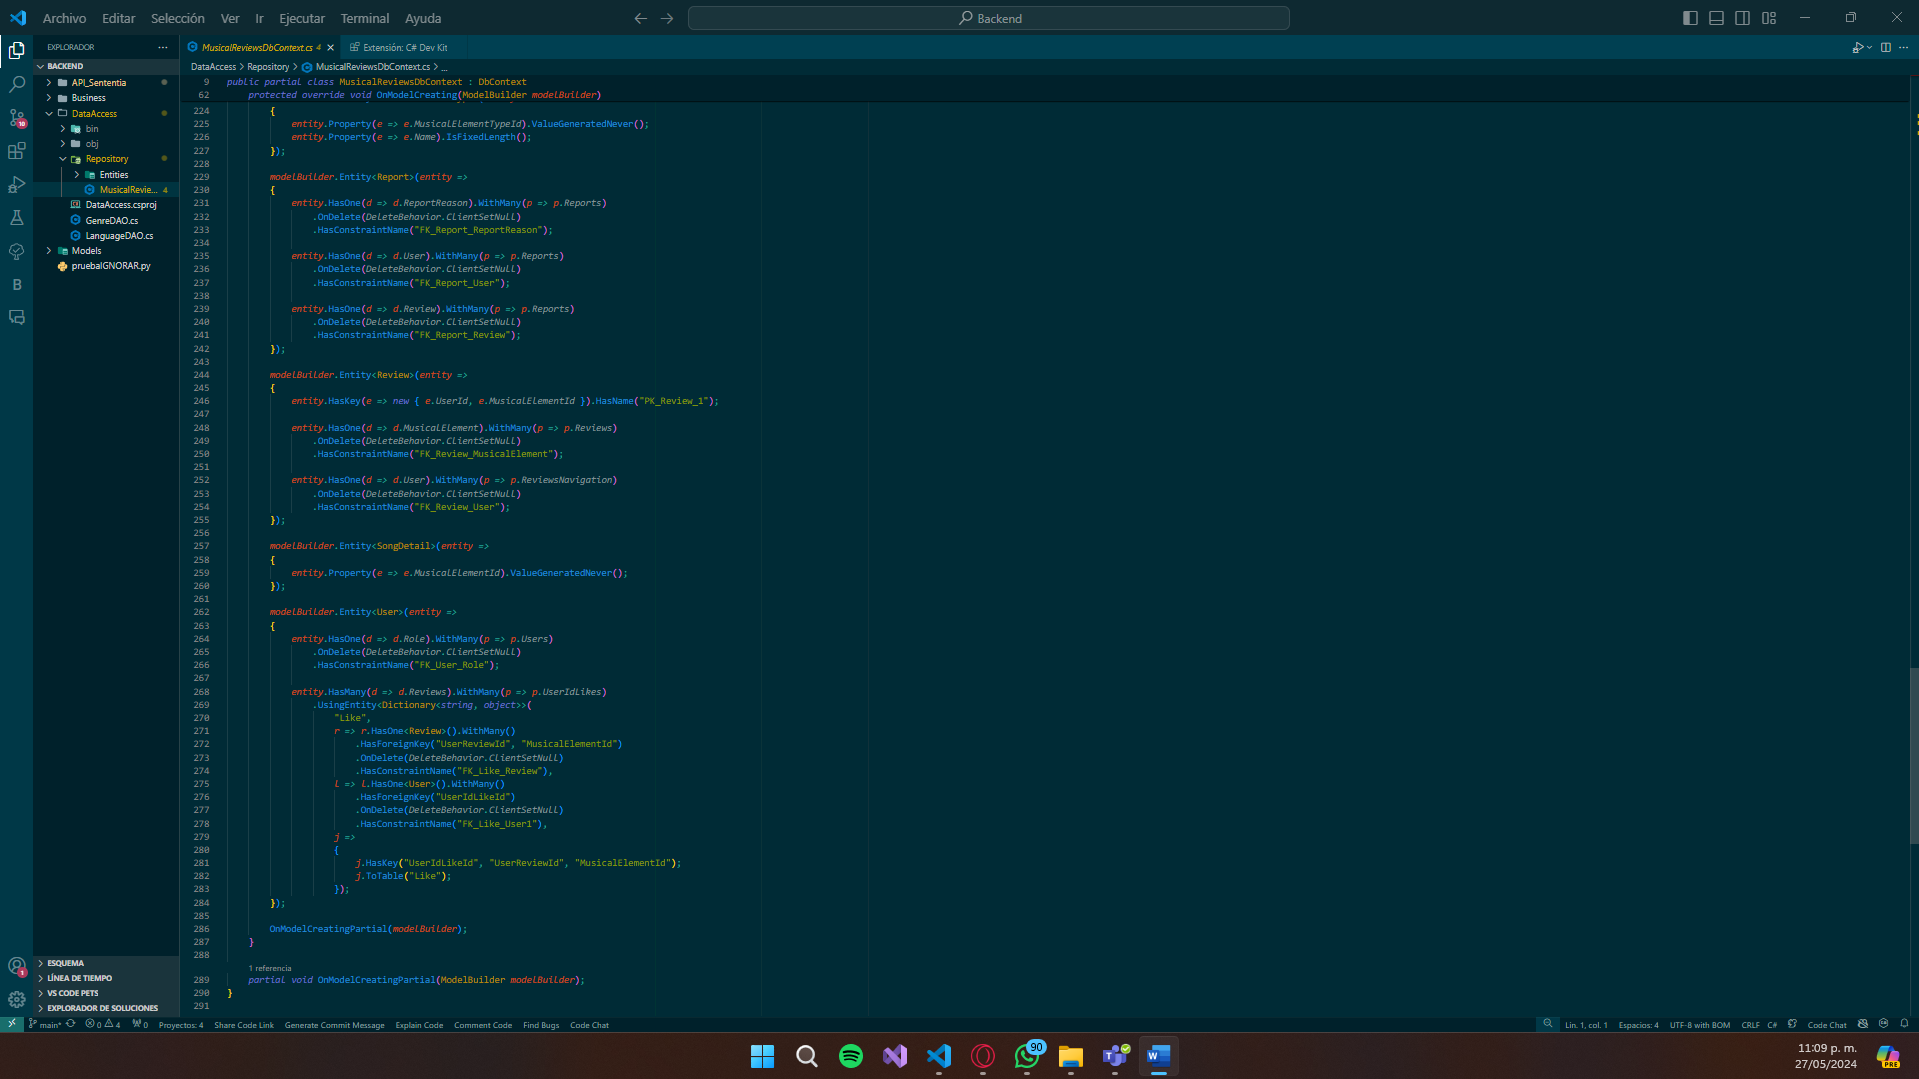 Archivo Editar Selección Ver Ir Ejecutar Terminal Ayuda
Backend
EXPLORADOR
BACKEND
API_Sententia
Business
DataAccess
bin
obj
Repository
Entities
MusicalRevie... 4
DataAccess.csproj
GenreDAO.cs
LanguageDAO.cs
Models
pruebaIGNORAR.py
ESQUEMA
LÍNEA DE TIEMPO
VS CODE PETS
EXPLORADOR DE SOLUCIONES
MusicalReviewsDbContext.cs 4
Extensión: C# Dev Kit
DataAccess > Repository > MusicalReviewsDbContext.cs > ...
9 public partial class MusicalReviewsDbContext : DbContext
62 protected override void OnModelCreating(ModelBuilder modelBuilder)
224 {
225 entity.Property(e => e.MusicalElementTypeId).ValueGeneratedNever();
226 entity.Property(e => e.Name).IsFixedLength();
227 });
228
229 modelBuilder.Entity<Report>(entity =>
230 {
231 entity.HasOne(d => d.ReportReason).WithMany(p => p.Reports)
232 .OnDelete(DeleteBehavior.ClientSetNull)
233 .HasConstraintName("FK_Report_ReportReason");
234
235 entity.HasOne(d => d.User).WithMany(p => p.Reports)
236 .OnDelete(DeleteBehavior.ClientSetNull)
237 .HasConstraintName("FK_Report_User");
238
239 entity.HasOne(d => d.Review).WithMany(p => p.Reports)
240 .OnDelete(DeleteBehavior.ClientSetNull)
241 .HasConstraintName("FK_Report_Review");
242 });
243
244 modelBuilder.Entity<Review>(entity =>
245 {
246 entity.HasKey(e => new { e.UserId, e.MusicalElementId }).HasName("PK_Review_1");
247
248 entity.HasOne(d => d.MusicalElement).WithMany(p => p.Reviews)
249 .OnDelete(DeleteBehavior.ClientSetNull)
250 .HasConstraintName("FK_Review_MusicalElement");
251
252 entity.HasOne(d => d.User).WithMany(p => p.ReviewsNavigation)
253 .OnDelete(DeleteBehavior.ClientSetNull)
254 .HasConstraintName("FK_Review_User");
255 });
256
257 modelBuilder.Entity<SongDetail>(entity =>
258 {
259 entity.Property(e => e.MusicalElementId).ValueGeneratedNever();
260 });
261
262 modelBuilder.Entity<User>(entity =>
263 {
264 entity.HasOne(d => d.Role).WithMany(p => p.Users)
265 .OnDelete(DeleteBehavior.ClientSetNull)
266 .HasConstraintName("FK_User_Role");
267
268 entity.HasMany(d => d.Reviews).WithMany(p => p.UserIdLikes)
269 .UsingEntity<Dictionary<string, object>>(
270 "Like",
271 r => r.HasOne<Review>().WithMany()
272 .HasForeignKey("UserReviewId", "MusicalElementId")
273 .OnDelete(DeleteBehavior.ClientSetNull)
274 .HasConstraintName("FK_Like_Review"),
275 l => l.HasOne<User>().WithMany()
276 .HasForeignKey("UserIdLikeId")
277 .OnDelete(DeleteBehavior.ClientSetNull)
278 .HasConstraintName("FK_Like_User1"),
279 j =>
280 {
281 j.HasKey("UserIdLikeId", "UserReviewId", "MusicalElementId");
282 j.ToTable("Like");
283 });
284 });
285
286 OnModelCreatingPartial(modelBuilder);
287 }
288
1 referencia
289 partial void OnModelCreatingPartial(ModelBuilder modelBuilder);
290 }
291
main* 0 4 0 Proyectos: 4 Share Code Link Generate Commit Message Explain Code Comment Code Find Bugs Code Chat
Lín. 1, col. 1 Espacios: 4 UTF-8 with BOM CRLF C# Code Chat
90
11:09 p. m.
27/05/2024
PRE